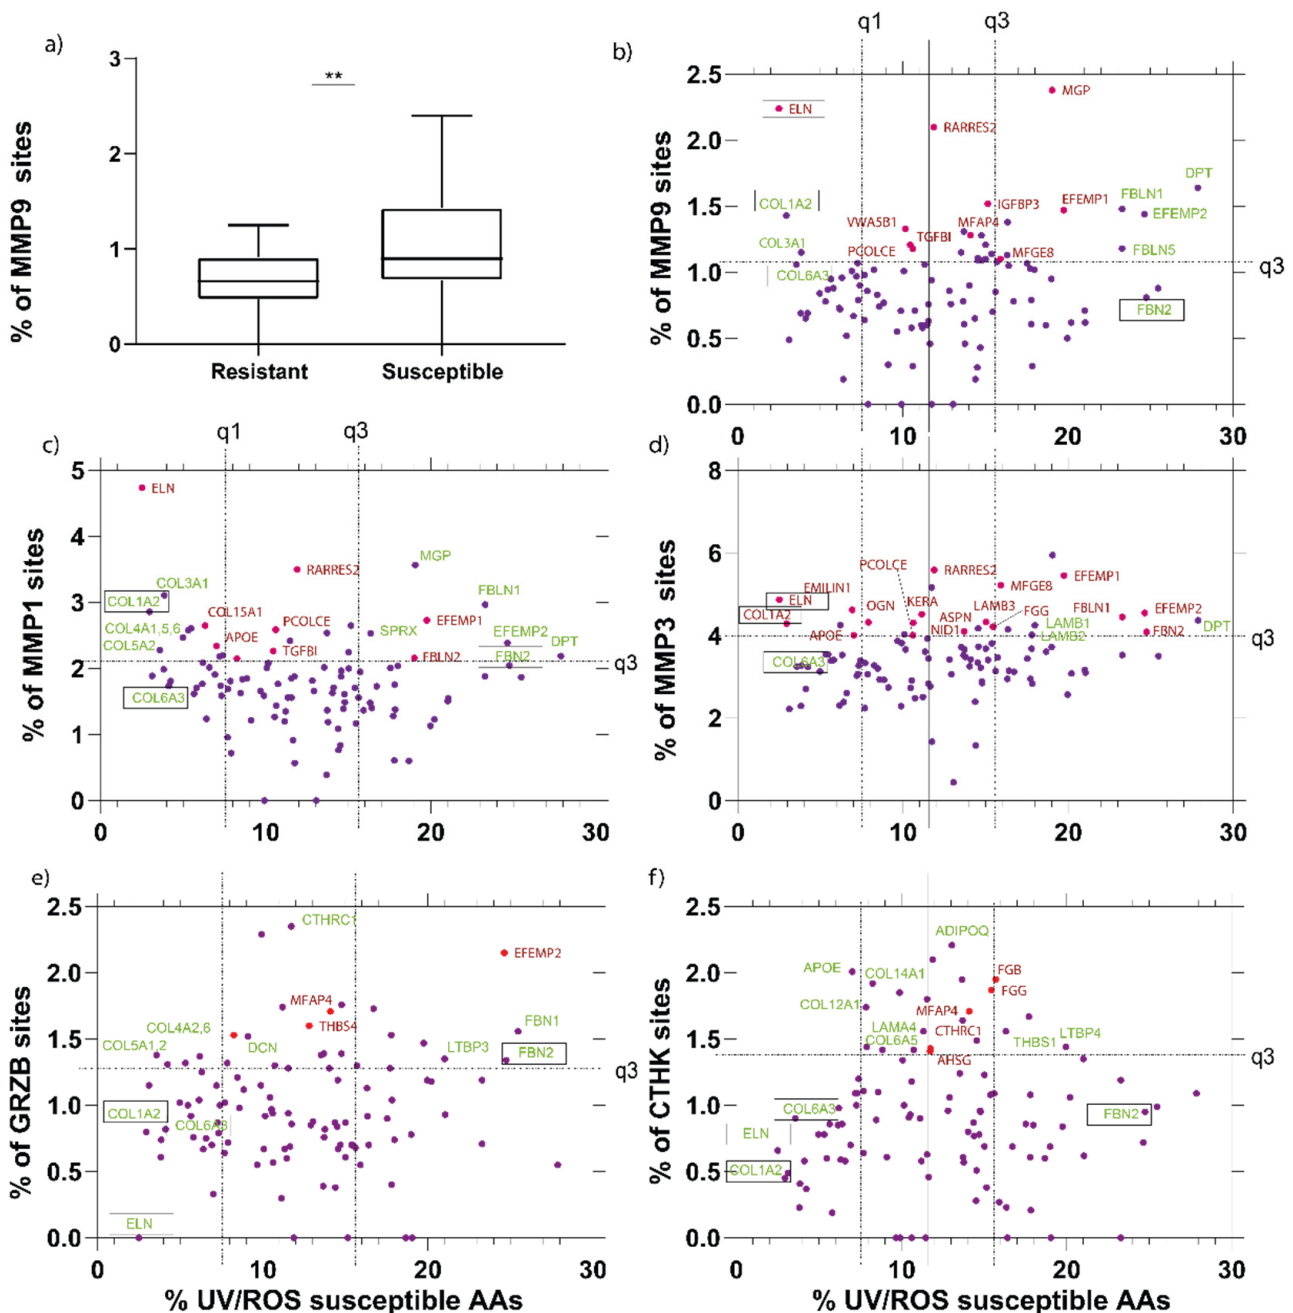 a)
% of MMP9 sites
3
2
1
0
**
Resistant
Susceptible
b)
q1
q3
% of MMP9 sites
2.5
2.0
1.5
1.0
0.5
0.0
MGP
ELN
RARRES2
DPT
COL1A2
FBLN1
IGFBP3
EFEMP1
EFEMP2
VWA5B1
MFAP4
TGFBI
COL3A1
PCOLCE
MFGE8
FBLN5
q3
COL6A3
FBN2
0 10 20 30
c)
q1
q3
% of MMP1 sites
5
4
3
2
1
0
ELN
MGP
RARRES2
COL3A1
FBLN1
COL1A2
COL15A1
PCOLCE
EFEMP1
COL4A1,5,6
APOE
SPRX
EFEMP2
COL5A2
TGFBI
DPT
FBLN2
FBN2
q3
COL6A3
0 10 20 30
d)
% of MMP3 sites
8
6
4
2
0
PCOLCE
RARRES2
EFEMP1
EMILIN1
MFGE8
ELN
OGN
KERA
LAMB3
COL1A2
ASPN
FGG
FBLN1
EFEMP2
APOE
NID1
LAMB1
LAMB2
FBN2
DPT
q3
COL6A3
0 10 20 30
e)
% of GRZB sites
2.5
2.0
1.5
1.0
0.5
0.0
CTHRC1
EFEMP2
MFAP4
COL4A2,6
THBS4
FBN1
COL5A1,2
DCN
LTBP3
FBN2
q3
COL1A2
COL6A3
ELN
0 10 20 30
% UV/ROS susceptible AAs
f)
% of CTHK sites
2.5
2.0
1.5
1.0
0.5
0.0
ADIPOQ
APOE
COL14A1
FGB
FGG
COL12A1
MFAP4
LAMA4
CTHRC1
COL6A5
THBS1
LTBP4
AHSG
q3
COL6A3
FBN2
ELN
COL1A2
0 10 20 30
% UV/ROS susceptible AAs